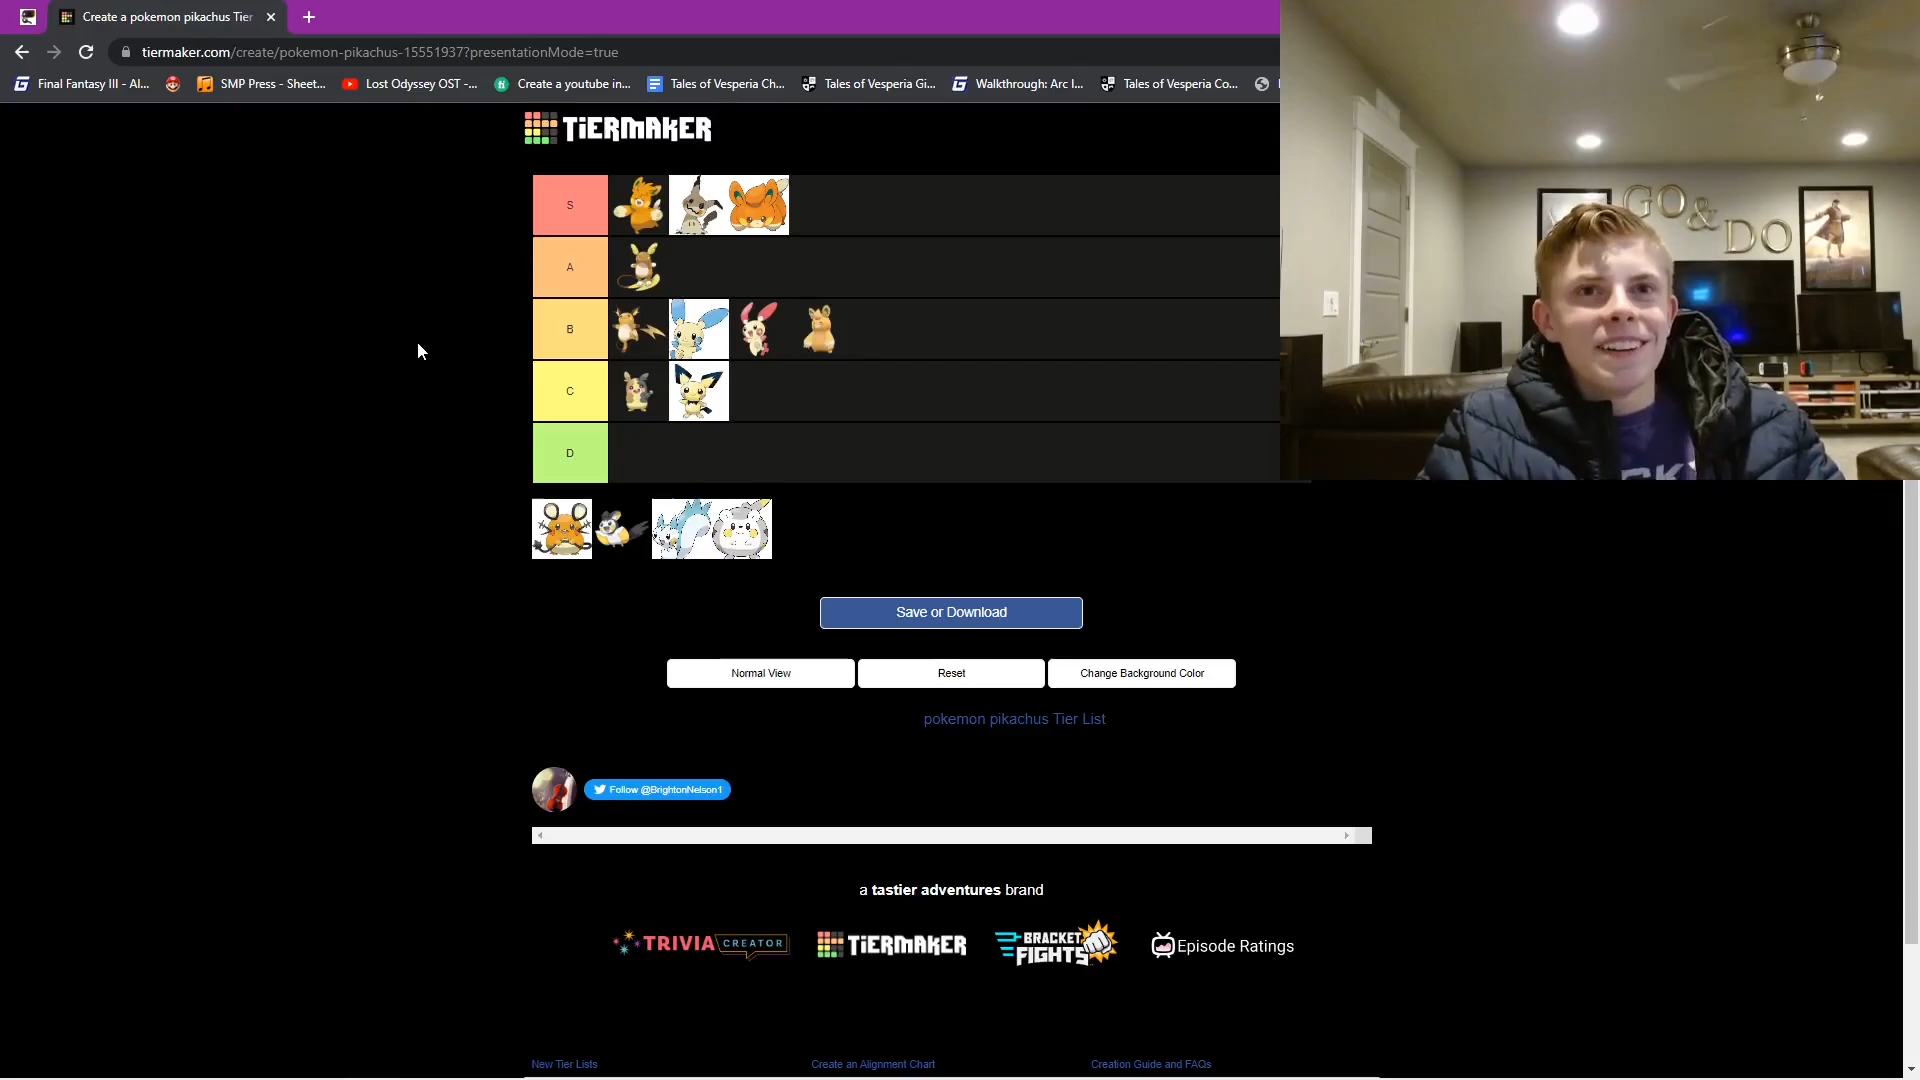 Create a pokemon pikachus Tier
tiermaker.com/create/pokemon-pikachus-15551937?presentationMode=true
Final Fantasy III - Al...
SMP Press - Sheet...
Lost Odyssey OST -...
Create a youtube in...
Tales of Vesperia Ch...
Tales of Vesperia Gi...
Walkthrough: Arc I...
Tales of Vesperia Co...
TiERMAKER
GO & DO
S
A
B
C
D
Save or Download
Normal View
Reset
Change Background Color
pokemon pikachus Tier List
Follow @BrightonNelson1
a tastier adventures brand
TRIVIA CREATOR
TiERMAKER
BRACKET FIGHTS
Episode Ratings
New Tier Lists
Create an Alignment Chart
Creation Guide and FAQs